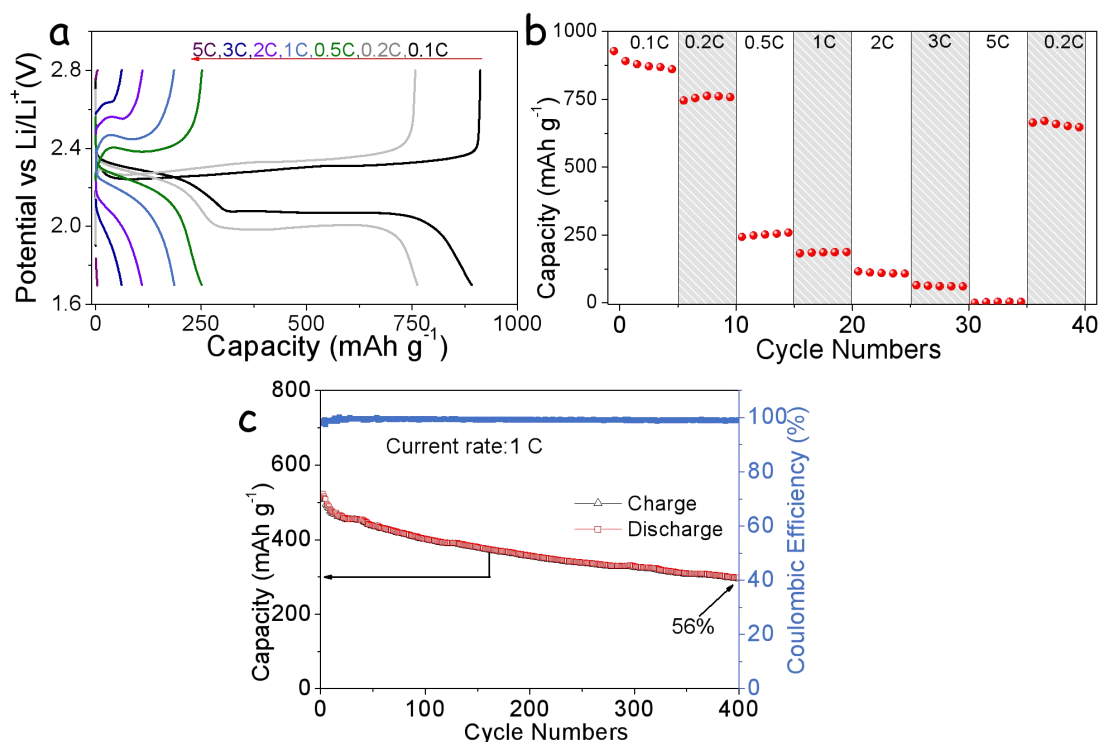 a
5C,3C,2C,1C,0.5C,0.2C,0.1C
2.8
2.4
2.0
1.6
Potential vs Li/Li⁺(V)
0 250 500 750 1000
Capacity (mAh g⁻¹)
b
0.1C 0.2C 0.5C 1C 2C 3C 5C 0.2C
1000
750
500
250
0
Capacity (mAh g⁻¹)
0 10 20 30 40
Cycle Numbers
c
Current rate:1 C
Charge
Discharge
56%
800
600
400
200
0
Capacity (mAh g⁻¹)
100
80
60
40
20
0
Coulombic Efficiency (%)
0 100 200 300 400
Cycle Numbers